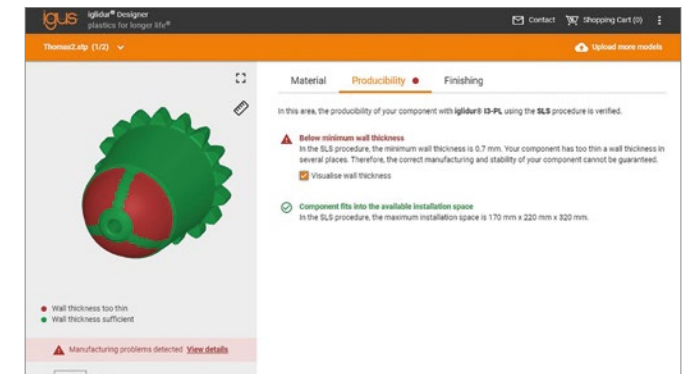 igus iglidur® Designer
plastics for longer life®
Contact
Shopping Cart (0)
Thomas2.stp (1/2)
Upload more models
Material
Producibility
Finishing
In this area, the producibility of your component with iglidur® I3-PL using the SLS procedure is verified.
Below minimum wall thickness
In the SLS procedure, the minimum wall thickness is 0.7 mm. Your component has too thin a wall thickness in
several places. Therefore, the correct manufacturing and stability of your component cannot be guaranteed.
Visualise wall thickness
Component fits into the available installation space
In the SLS procedure, the maximum installation space is 170 mm x 220 mm x 320 mm.
Wall thickness too thin
Wall thickness sufficient
Manufacturing problems detected View details